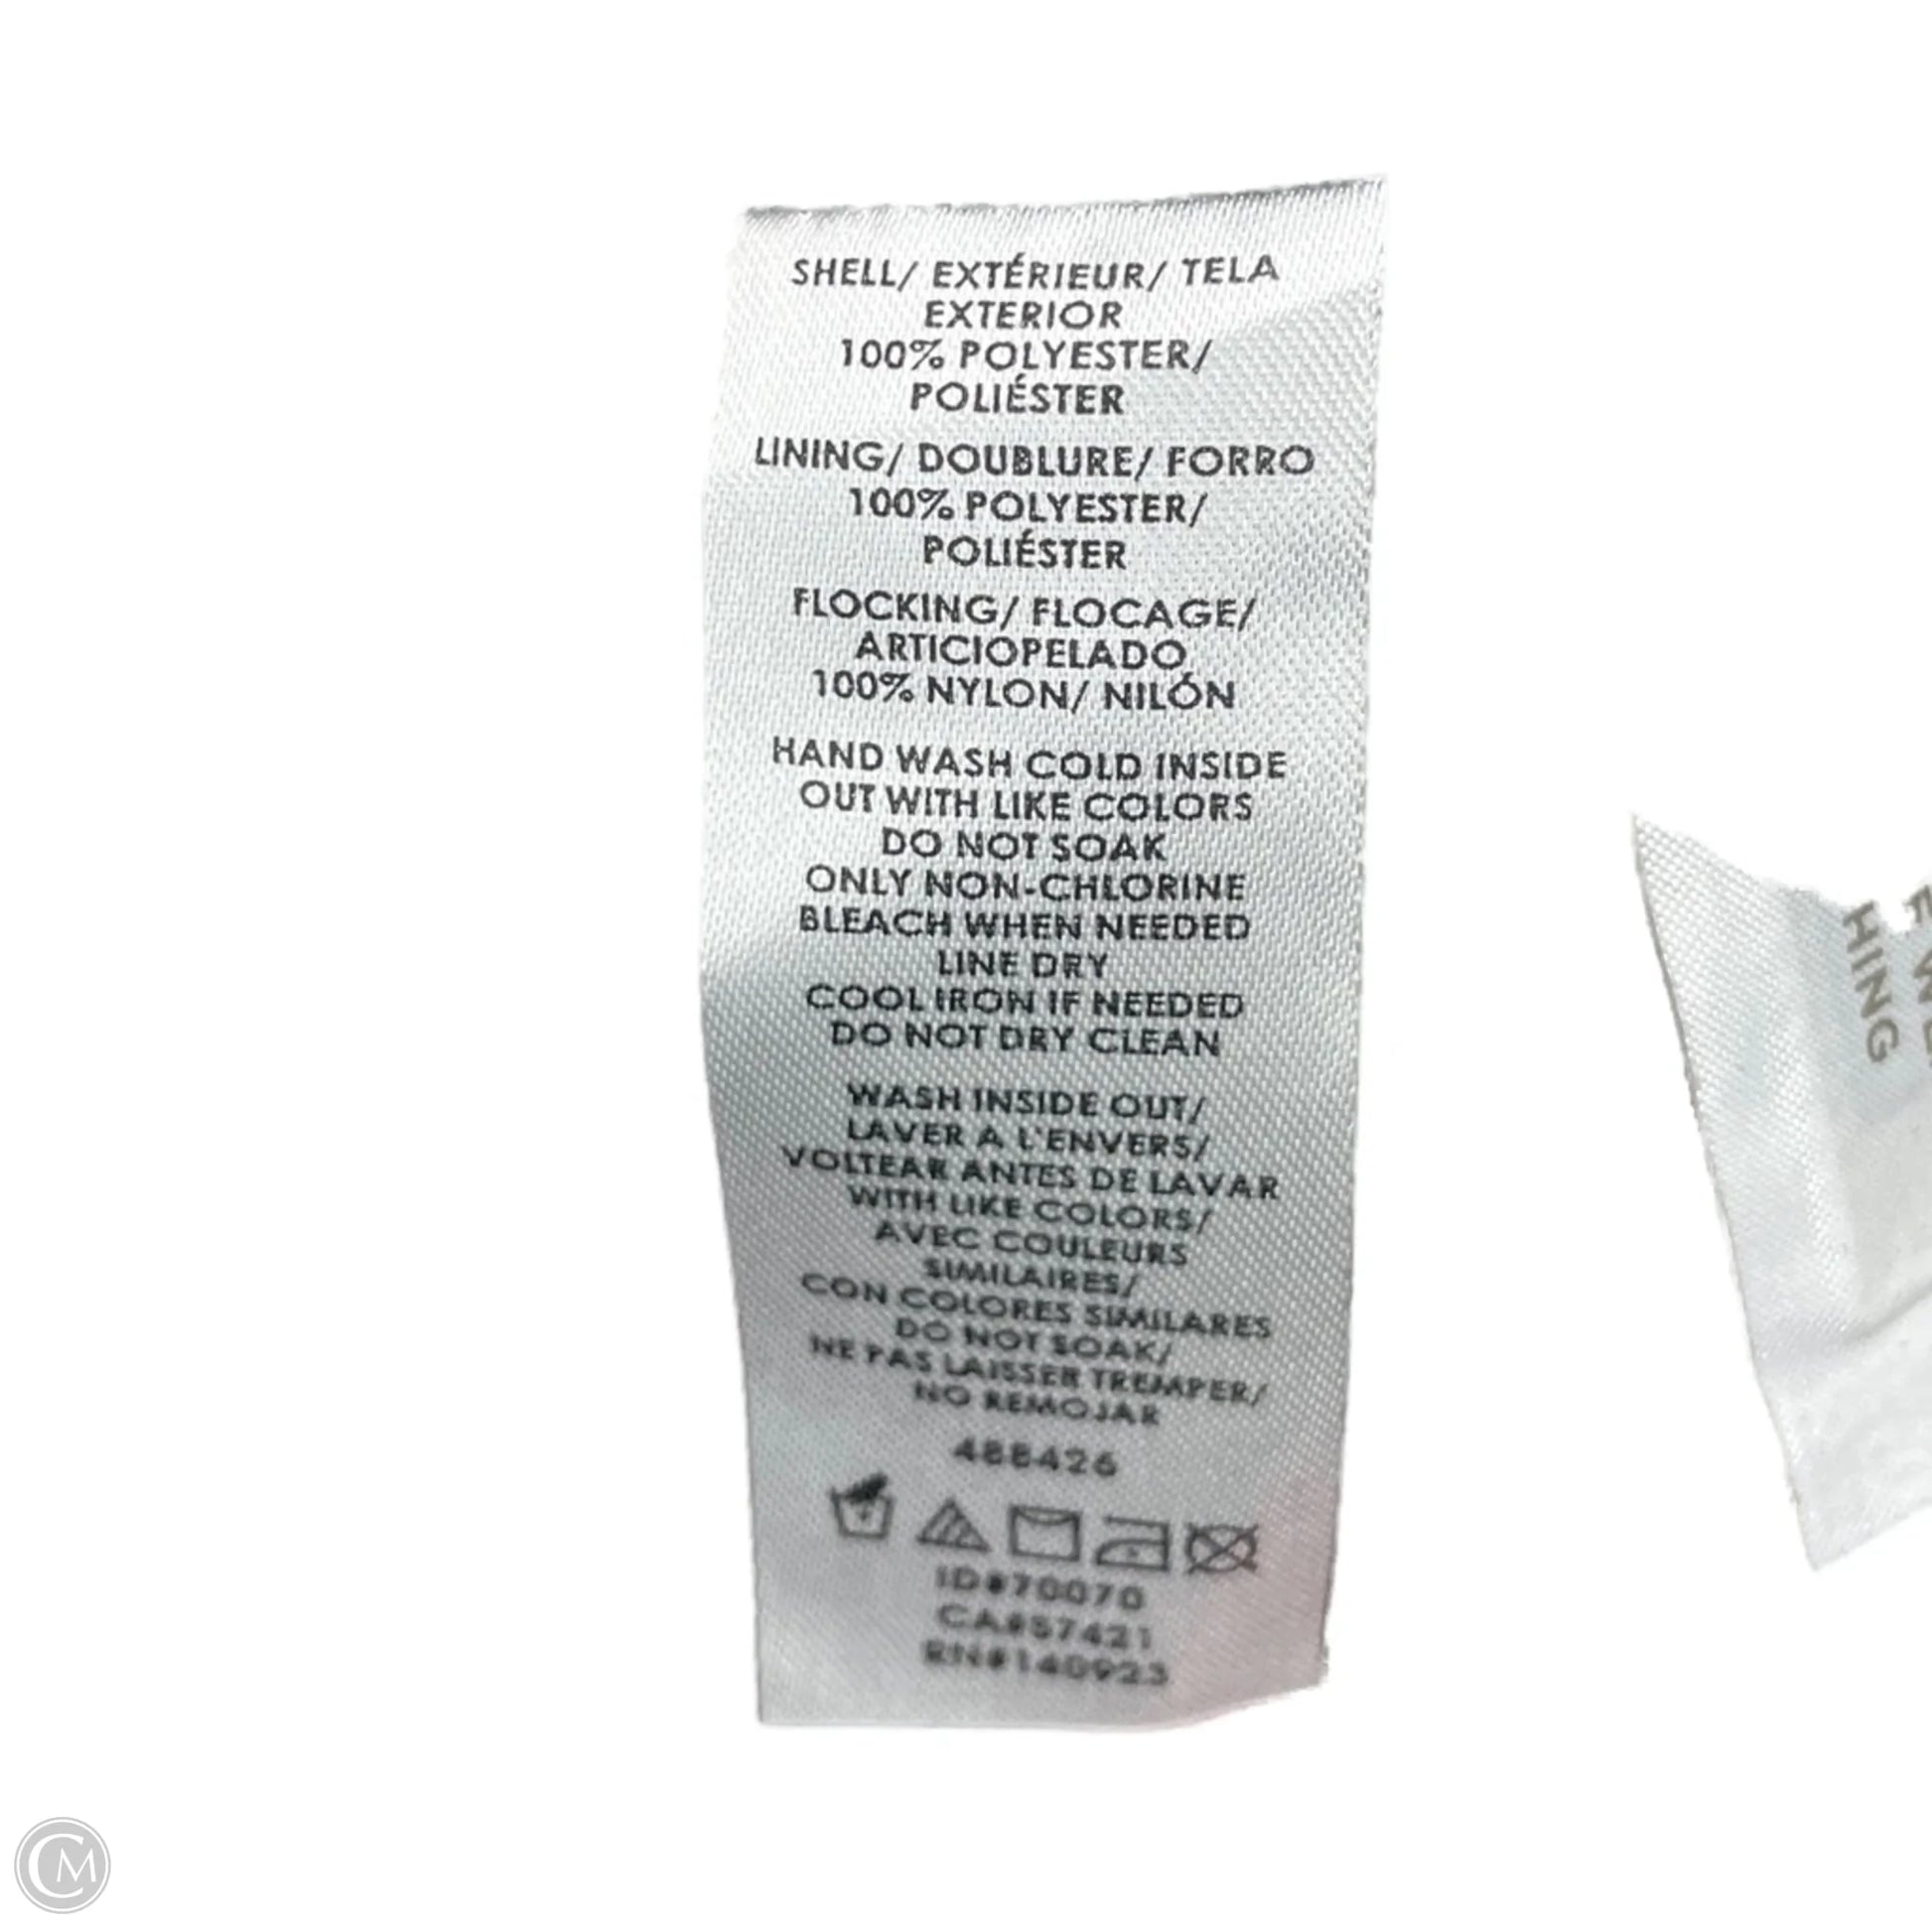 SHELL/ EXTÉRIEUR/ TELA
EXTERIOR
100% POLYESTER/
POLIÉSTER
LINING/ DOUBLURE/ FORRO
100% POLYESTER/
POLIÉSTER
FLOCKING/ FLOCAGE/
ARTICIOPELADO
100% NYLON/ NILÓN
HAND WASH COLD INSIDE
OUT WITH LIKE COLORS
DO NOT SOAK
ONLY NON-CHLORINE
BLEACH WHEN NEEDED
LINE DRY
COOL IRON IF NEEDED
DO NOT DRY CLEAN
WASH INSIDE OUT/
LAVER A L'ENVERS/
VOLTEAR ANTES DE LAVAR
WITH LIKE COLORS/
AVEC COULEURS
SIMILAIRES/
CON COLORES SIMILARES
DO NOT SOAK/
NE PAS LAISSER TREMPER/
NO REMOJAR
488426
ID#70070
CA#57421
RN#140923
HING
CM